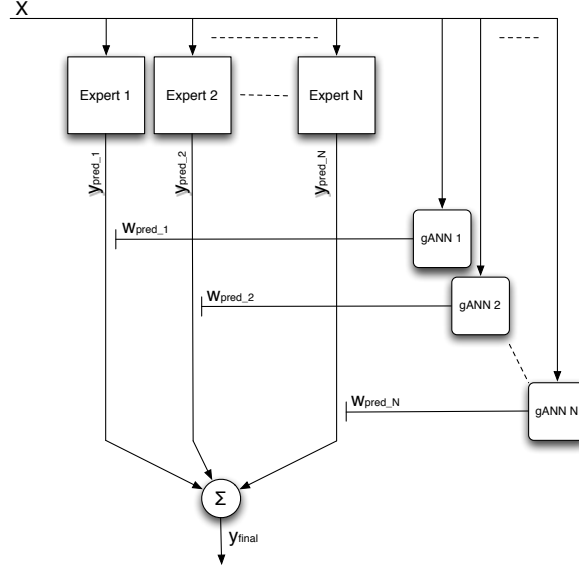 X
Expert 1
Expert 2
Expert N
ypred_1
ypred_2
ypred_N
wpred_1
gANN 1
wpred_2
gANN 2
wpred_N
gANN N
Σ
yfinal